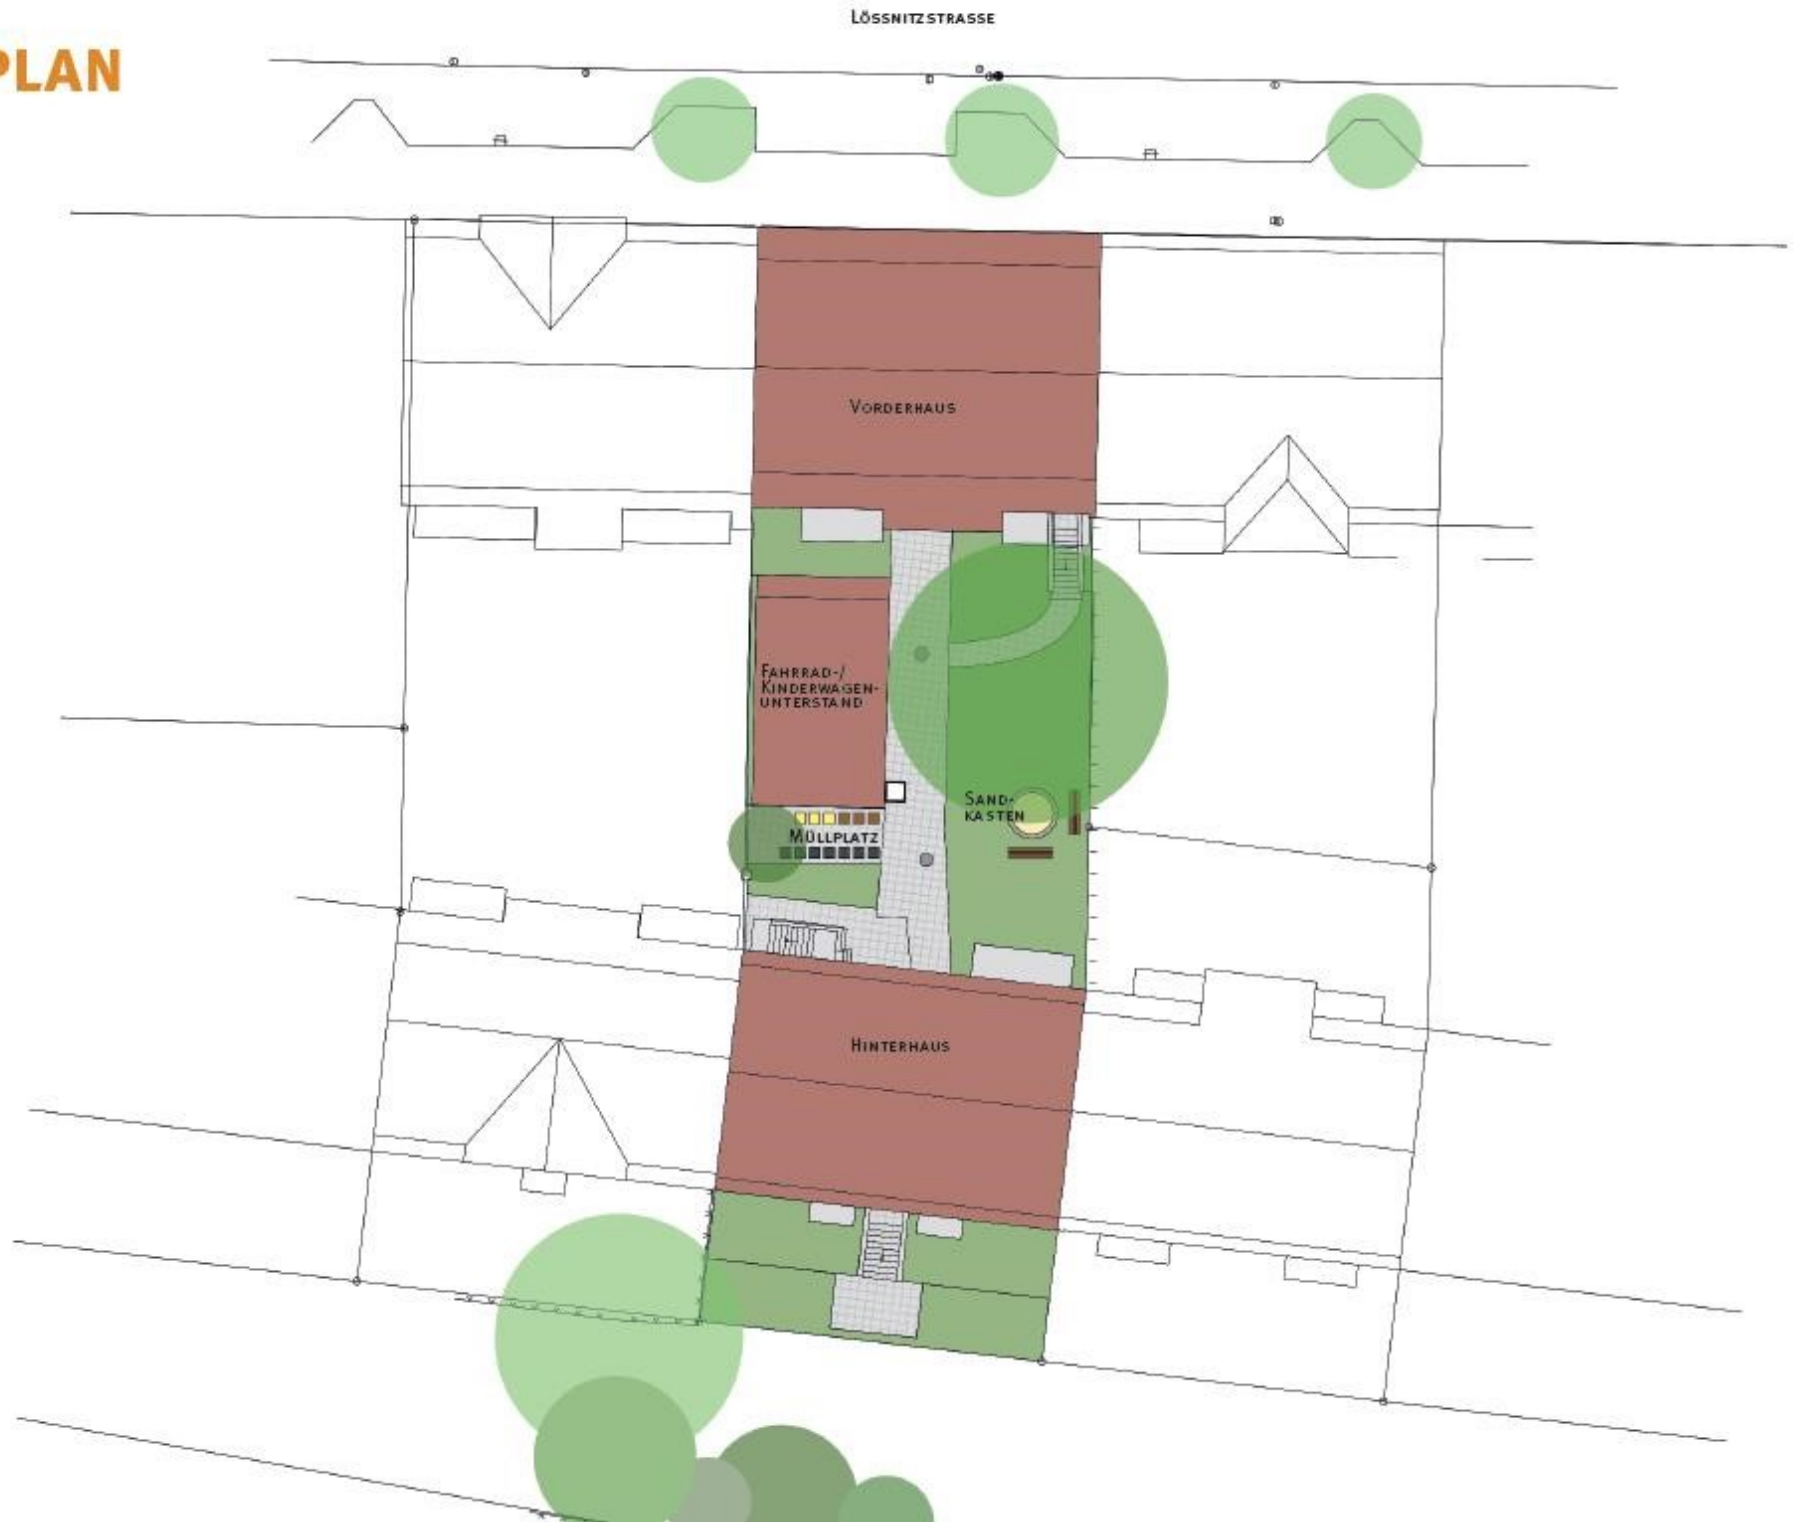 LÖSSNITZSTRASSE
PLAN
VORDERHAUS
FAHRRAD-/
KINDERWAGEN-
UNTERSTAND
SAND-
KASTEN
MÜLLPLATZ
HINTERHAUS